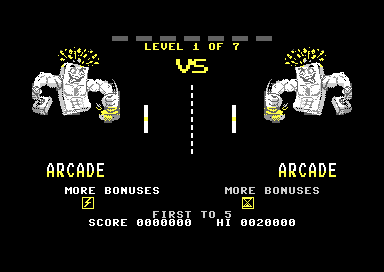 LEVEL 1 OF 7
VS
ARCADE ARCADE
MORE BONUSES MORE BONUSES
FIRST TO 5
SCORE 0000000 HI 0020000